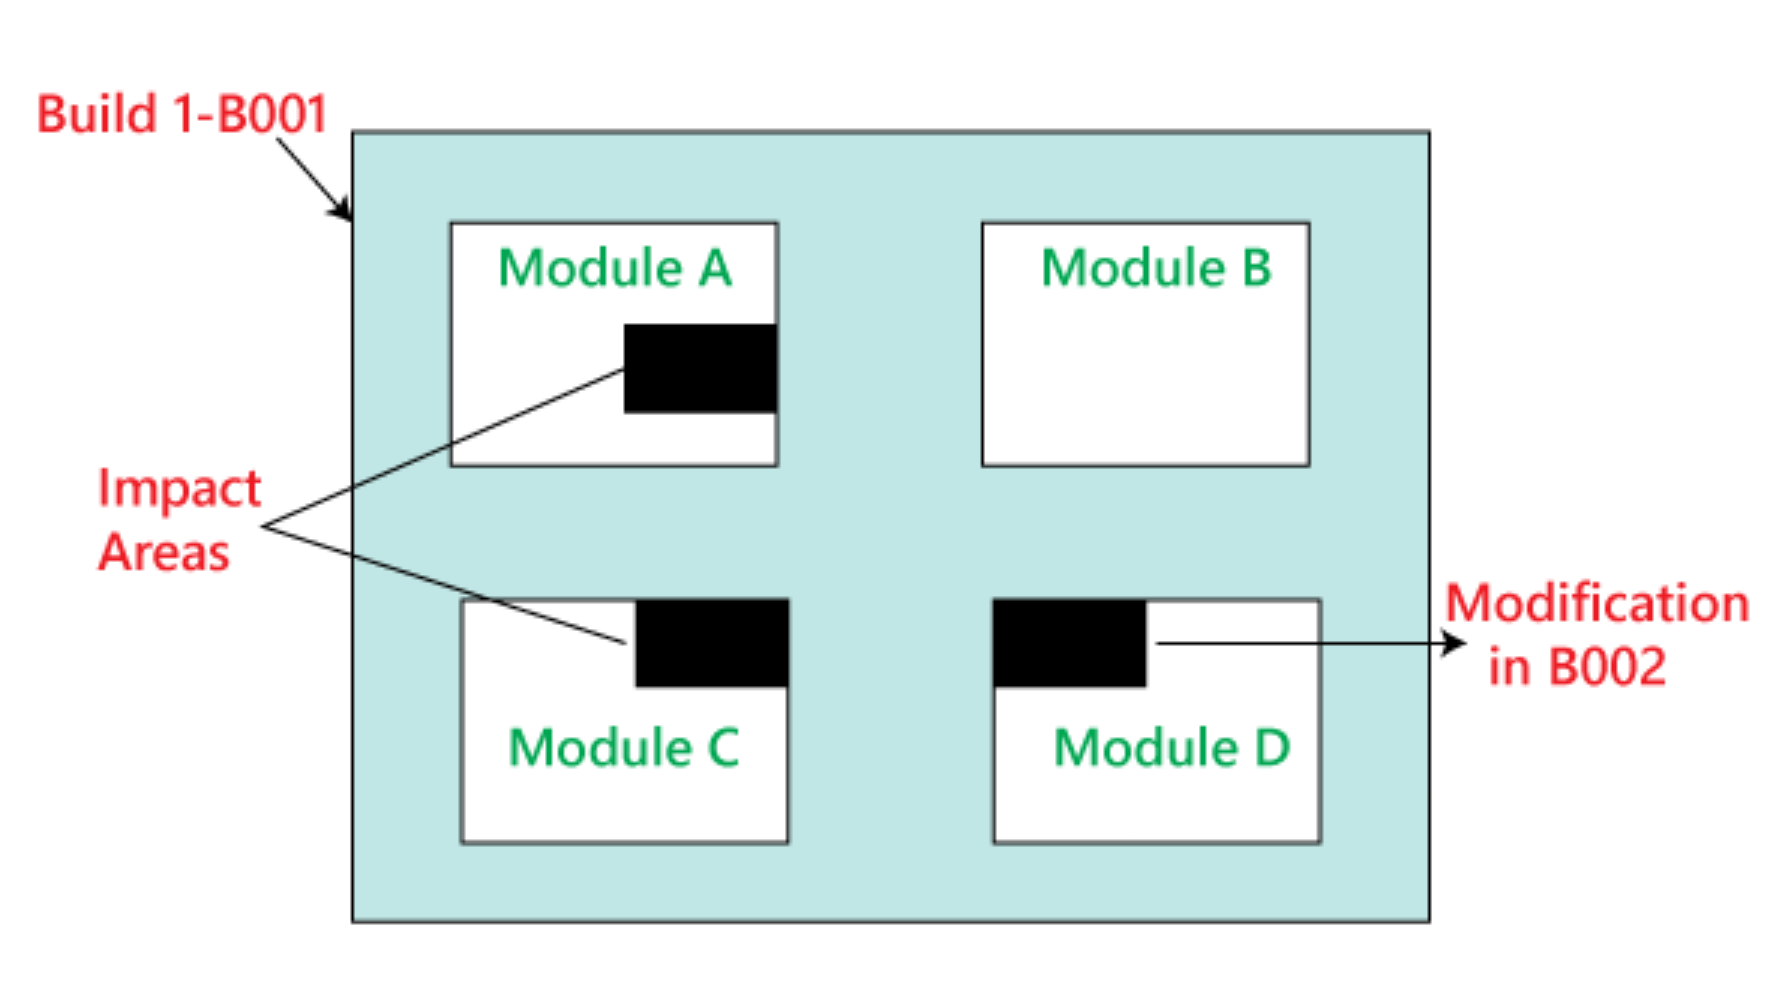 Build 1-B001
Module A
Module B
Impact
Areas
Modification
in B002
Module C
Module D